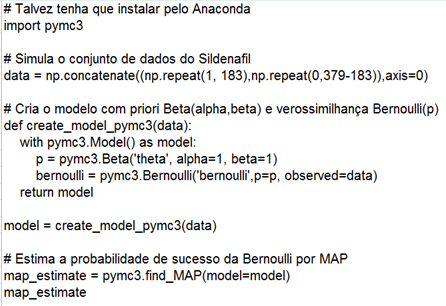 # Talvez tenha que instalar pelo Anaconda
import pymc3
# Simula o conjunto de dados do Sildenafil
data = np.concatenate((np.repeat(1, 183),np.repeat(0,379-183)),axis=0)
# Cria o modelo com priori Beta(alpha,beta) e verossimilhança Bernoulli(p)
def create_model_pymc3(data):
    with pymc3.Model() as model:
        p = pymc3.Beta('theta', alpha=1, beta=1)
        bernoulli = pymc3.Bernoulli('bernoulli',p=p, observed=data)
    return model
model = create_model_pymc3(data)
# Estima a probabilidade de sucesso da Bernoulli por MAP
map_estimate = pymc3.find_MAP(model=model)
map_estimate